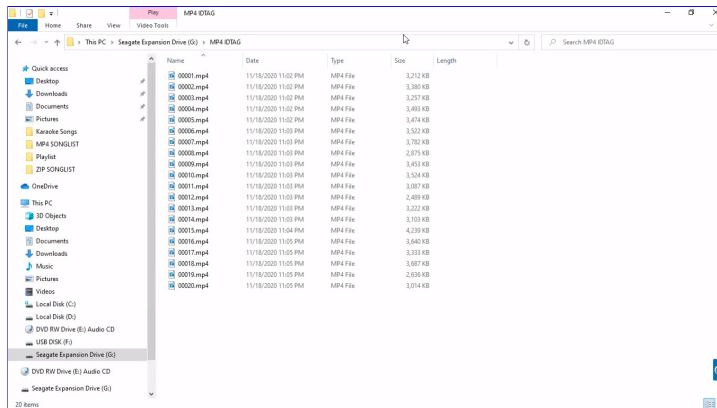 Play MP4 IDTAG
File Home Share View Video Tools
This PC > Seagate Expansion Drive (G:) > MP4 IDTAG Search MP4 IDTAG
Name Date Type Size Length
Quick access
Desktop
Downloads
Documents
Pictures
Karaoke Songs
MP4 SONGLIST
Playlist
ZIP SONGLIST
OneDrive
This PC
3D Objects
Desktop
Documents
Downloads
Music
Pictures
Videos
Local Disk (C:)
Local Disk (D:)
DVD RW Drive (E:) Audio CD
USB DISK (F:)
Seagate Expansion Drive (G:)
DVD RW Drive (E:) Audio CD
Seagate Expansion Drive (G:)
00001.mp4 11/18/2020 11:02 PM MP4 File 3,212 KB
00002.mp4 11/18/2020 11:02 PM MP4 File 3,380 KB
00003.mp4 11/18/2020 11:02 PM MP4 File 3,257 KB
00004.mp4 11/18/2020 11:02 PM MP4 File 3,493 KB
00005.mp4 11/18/2020 11:02 PM MP4 File 3,474 KB
00006.mp4 11/18/2020 11:03 PM MP4 File 3,522 KB
00007.mp4 11/18/2020 11:03 PM MP4 File 3,782 KB
00008.mp4 11/18/2020 11:03 PM MP4 File 2,875 KB
00009.mp4 11/18/2020 11:03 PM MP4 File 3,453 KB
00010.mp4 11/18/2020 11:03 PM MP4 File 3,524 KB
00011.mp4 11/18/2020 11:03 PM MP4 File 3,087 KB
00012.mp4 11/18/2020 11:03 PM MP4 File 2,489 KB
00013.mp4 11/18/2020 11:03 PM MP4 File 3,222 KB
00014.mp4 11/18/2020 11:03 PM MP4 File 3,103 KB
00015.mp4 11/18/2020 11:04 PM MP4 File 4,239 KB
00016.mp4 11/18/2020 11:05 PM MP4 File 3,640 KB
00017.mp4 11/18/2020 11:05 PM MP4 File 3,333 KB
00018.mp4 11/18/2020 11:05 PM MP4 File 3,687 KB
00019.mp4 11/18/2020 11:05 PM MP4 File 2,636 KB
00020.mp4 11/18/2020 11:05 PM MP4 File 3,014 KB
20 items